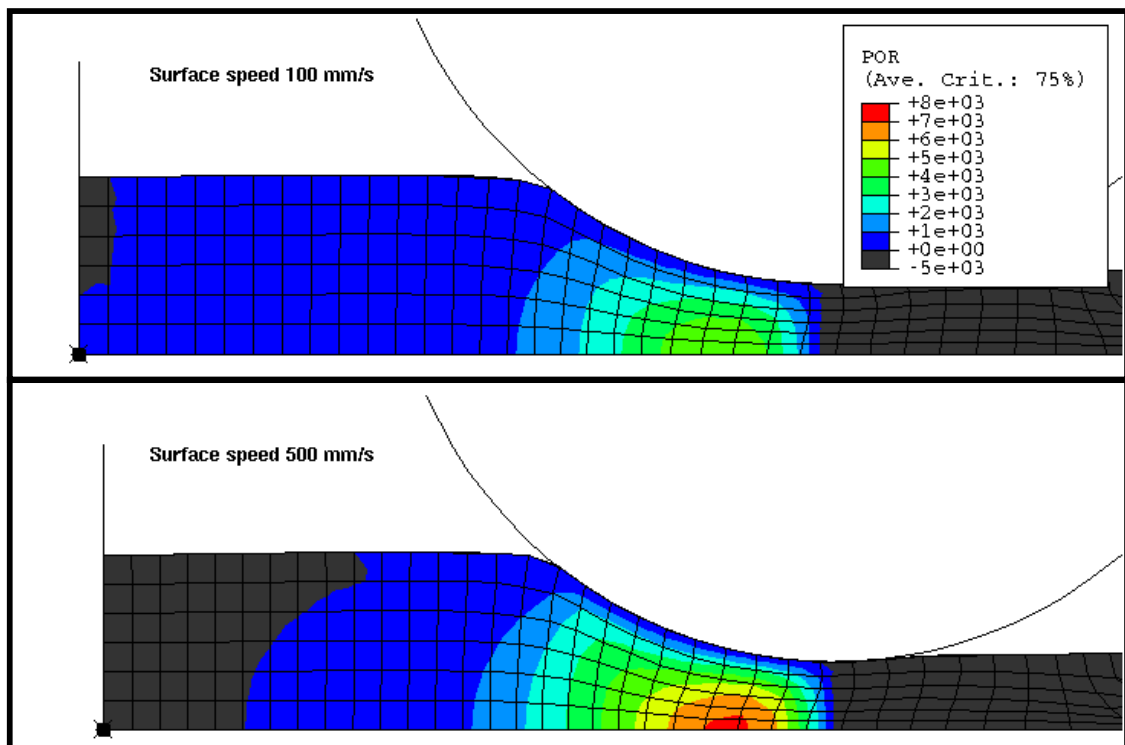 Surface speed 100 mm/s
POR
(Ave. Crit.: 75%)
+8e+03
+7e+03
+6e+03
+5e+03
+4e+03
+3e+03
+2e+03
+1e+03
+0e+00
-5e+03
Surface speed 500 mm/s